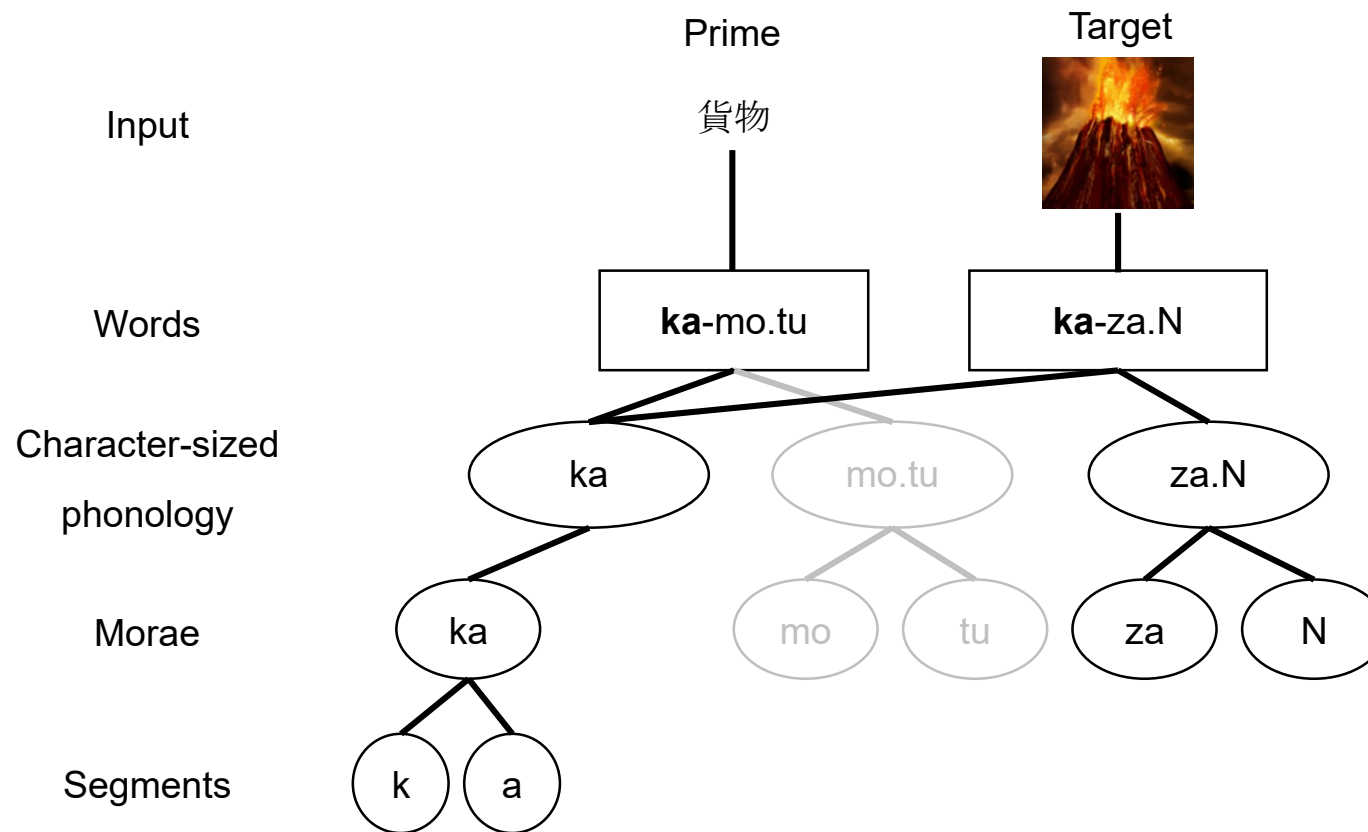 Prime Target
Input 貨物
Words ka-mo.tu ka-za.N
Character-sized
phonology
ka mo.tu za.N
Morae ka mo tu za N
Segments k a